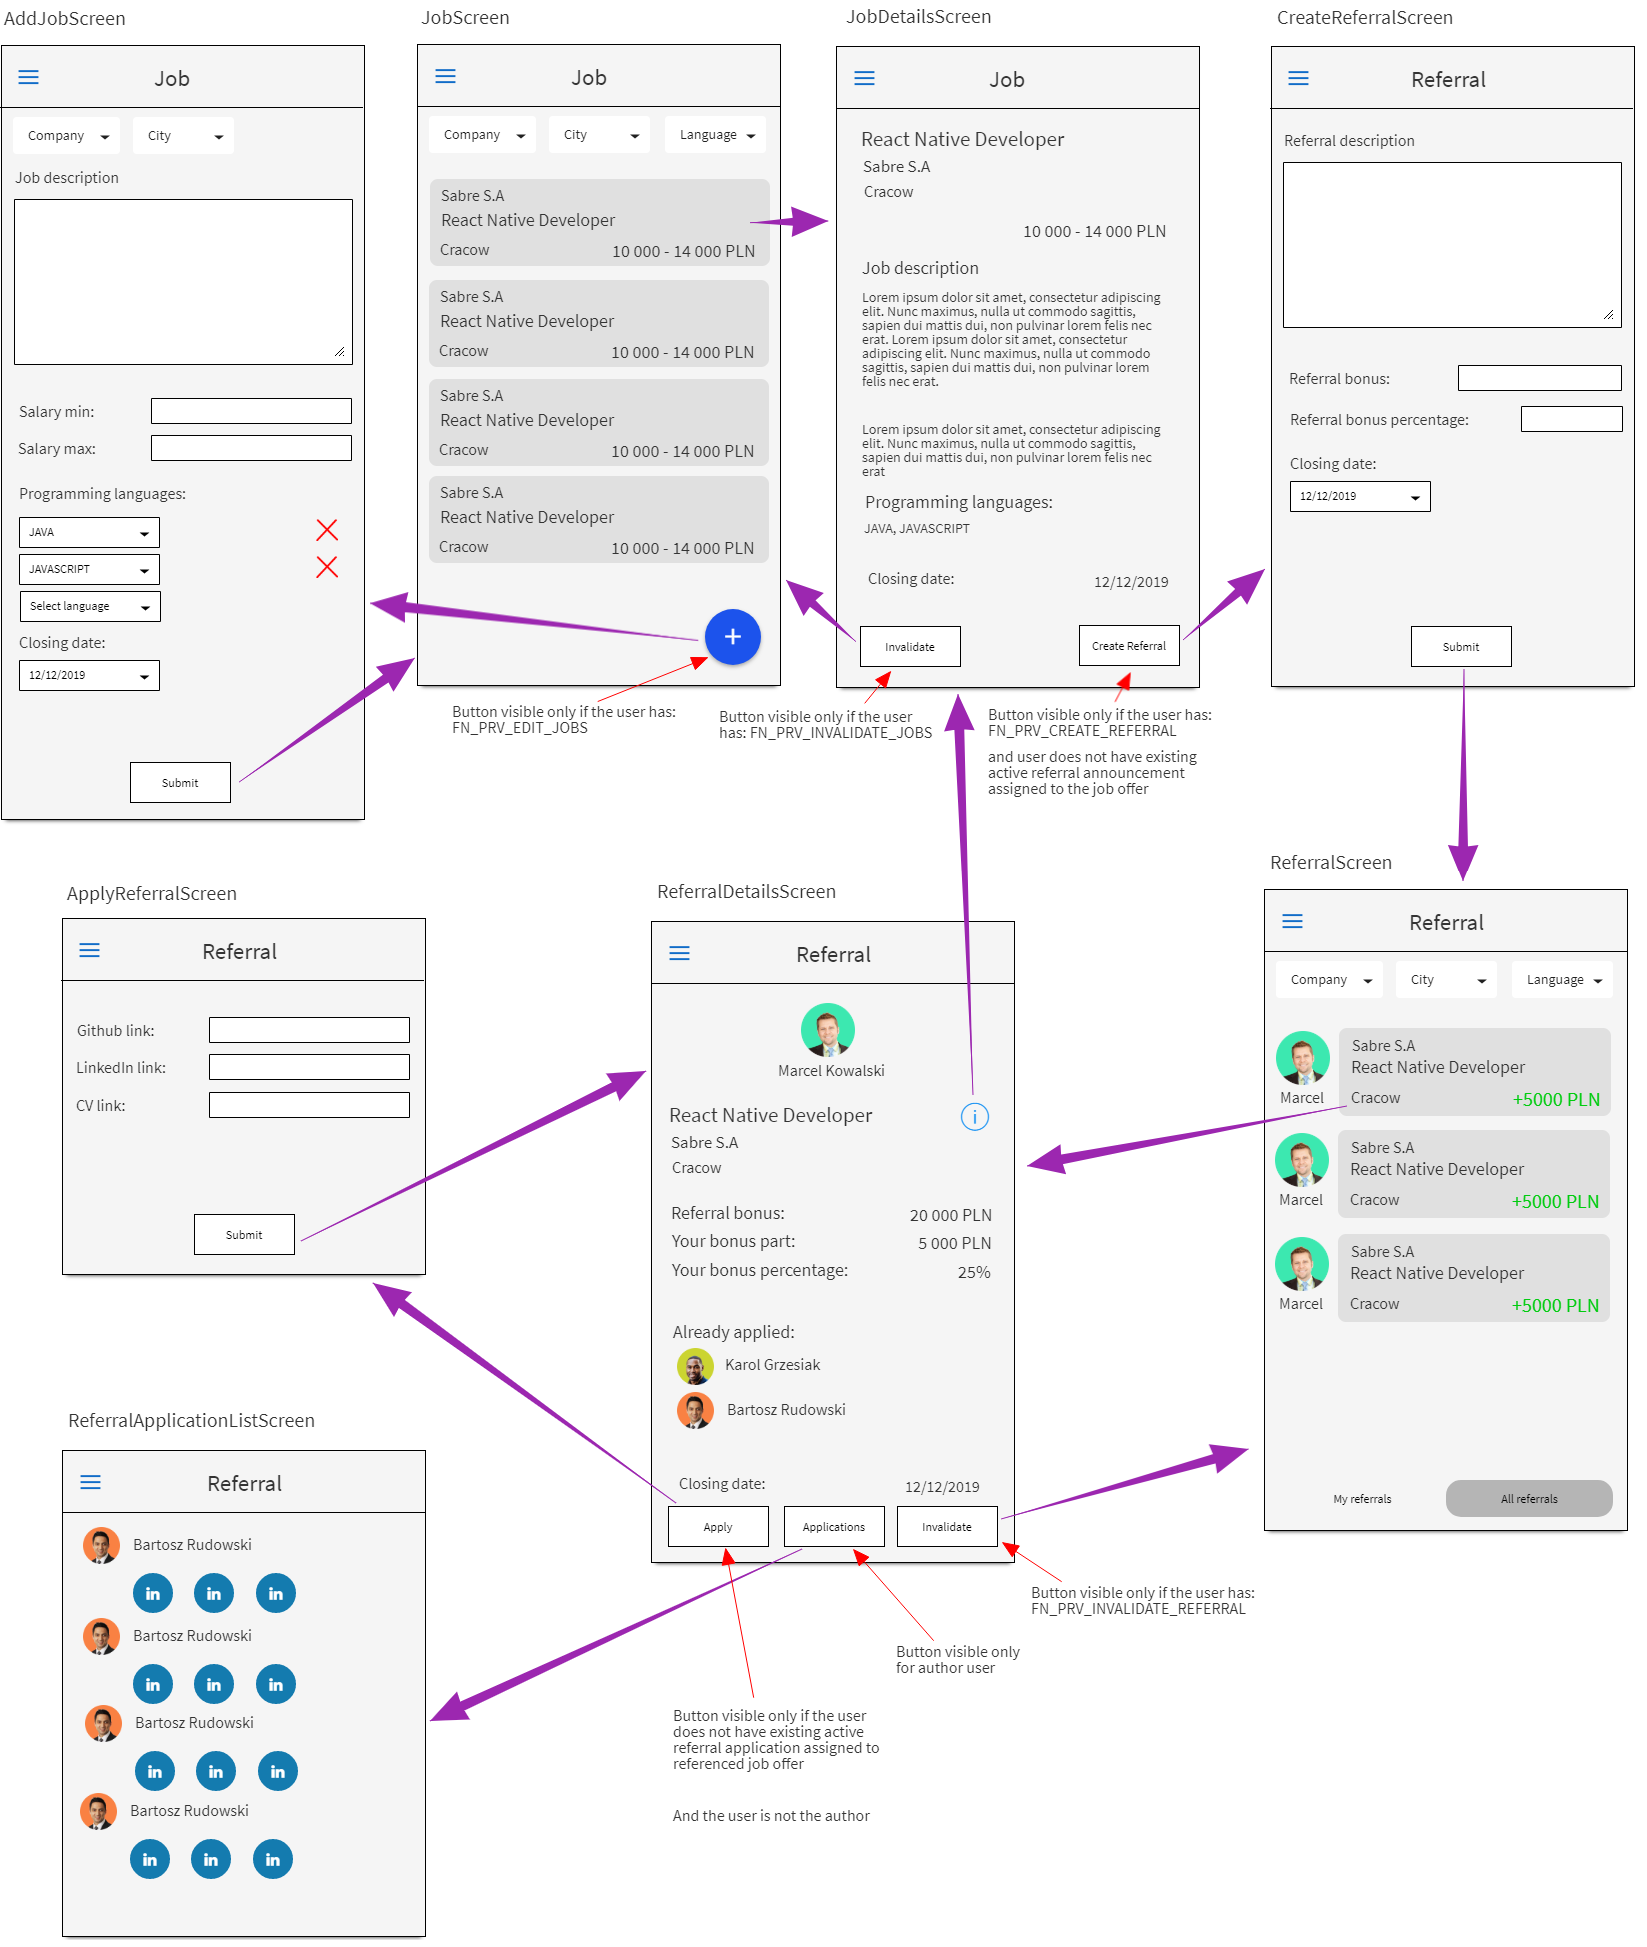 AddJobScreen
Job
Company
City
Job description
Salary min:
Salary max:
Programming languages:
JAVA
JAVASCRIPT
Select language
Closing date:
12/12/2019
Submit
JobScreen
Job
Company
City
Language
Sabre S.A
React Native Developer
Cracow
10 000 - 14 000 PLN
Sabre S.A
React Native Developer
Cracow
10 000 - 14 000 PLN
Sabre S.A
React Native Developer
Cracow
10 000 - 14 000 PLN
Sabre S.A
React Native Developer
Cracow
10 000 - 14 000 PLN
+
Button visible only if the user has:
FN_PRV_EDIT_JOBS
JobDetailsScreen
Job
React Native Developer
Sabre S.A
Cracow
10 000 - 14 000 PLN
Job description
Lorem ipsum dolor sit amet, consectetur adipiscing
elit. Nunc maximus, nulla ut commodo sagittis,
sapien dui mattis dui, non pulvinar lorem felis nec
erat. Lorem ipsum dolor sit amet, consectetur
adipiscing elit. Nunc maximus, nulla ut commodo
sagittis, sapien dui mattis dui, non pulvinar lorem
felis nec erat.
Lorem ipsum dolor sit amet, consectetur adipiscing
elit. Nunc maximus, nulla ut commodo sagittis,
sapien dui mattis dui, non pulvinar lorem felis nec
erat
Programming languages:
JAVA, JAVASCRIPT
Closing date:
12/12/2019
Invalidate
Create Referral
Button visible only if the user
has: FN_PRV_INVALIDATE_JOBS
Button visible only if the user has:
FN_PRV_CREATE_REFERRAL
and user does not have existing
active referral announcement
assigned to the job offer
CreateReferralScreen
Referral
Referral description
Referral bonus:
Referral bonus percentage:
Closing date:
12/12/2019
Submit
ApplyReferralScreen
Referral
Github link:
LinkedIn link:
CV link:
Submit
ReferralDetailsScreen
Referral
Marcel Kowalski
React Native Developer
i
Sabre S.A
Cracow
Referral bonus:
20 000 PLN
Your bonus part:
5 000 PLN
Your bonus percentage:
25%
Already applied:
Karol Grzesiak
Bartosz Rudowski
Closing date:
12/12/2019
Apply
Applications
Invalidate
Button visible only if the user has:
FN_PRV_INVALIDATE_REFERRAL
Button visible only
for author user
Button visible only if the user
does not have existing active
referral application assigned to
referenced job offer
And the user is not the author
ReferralScreen
Referral
Company
City
Language
Marcel
Sabre S.A
React Native Developer
Cracow
+5000 PLN
Marcel
Sabre S.A
React Native Developer
Cracow
+5000 PLN
Marcel
Sabre S.A
React Native Developer
Cracow
+5000 PLN
My referrals
All referrals
ReferralApplicationListScreen
Referral
Bartosz Rudowski
in in in
Bartosz Rudowski
in in in
Bartosz Rudowski
in in in
Bartosz Rudowski
in in in